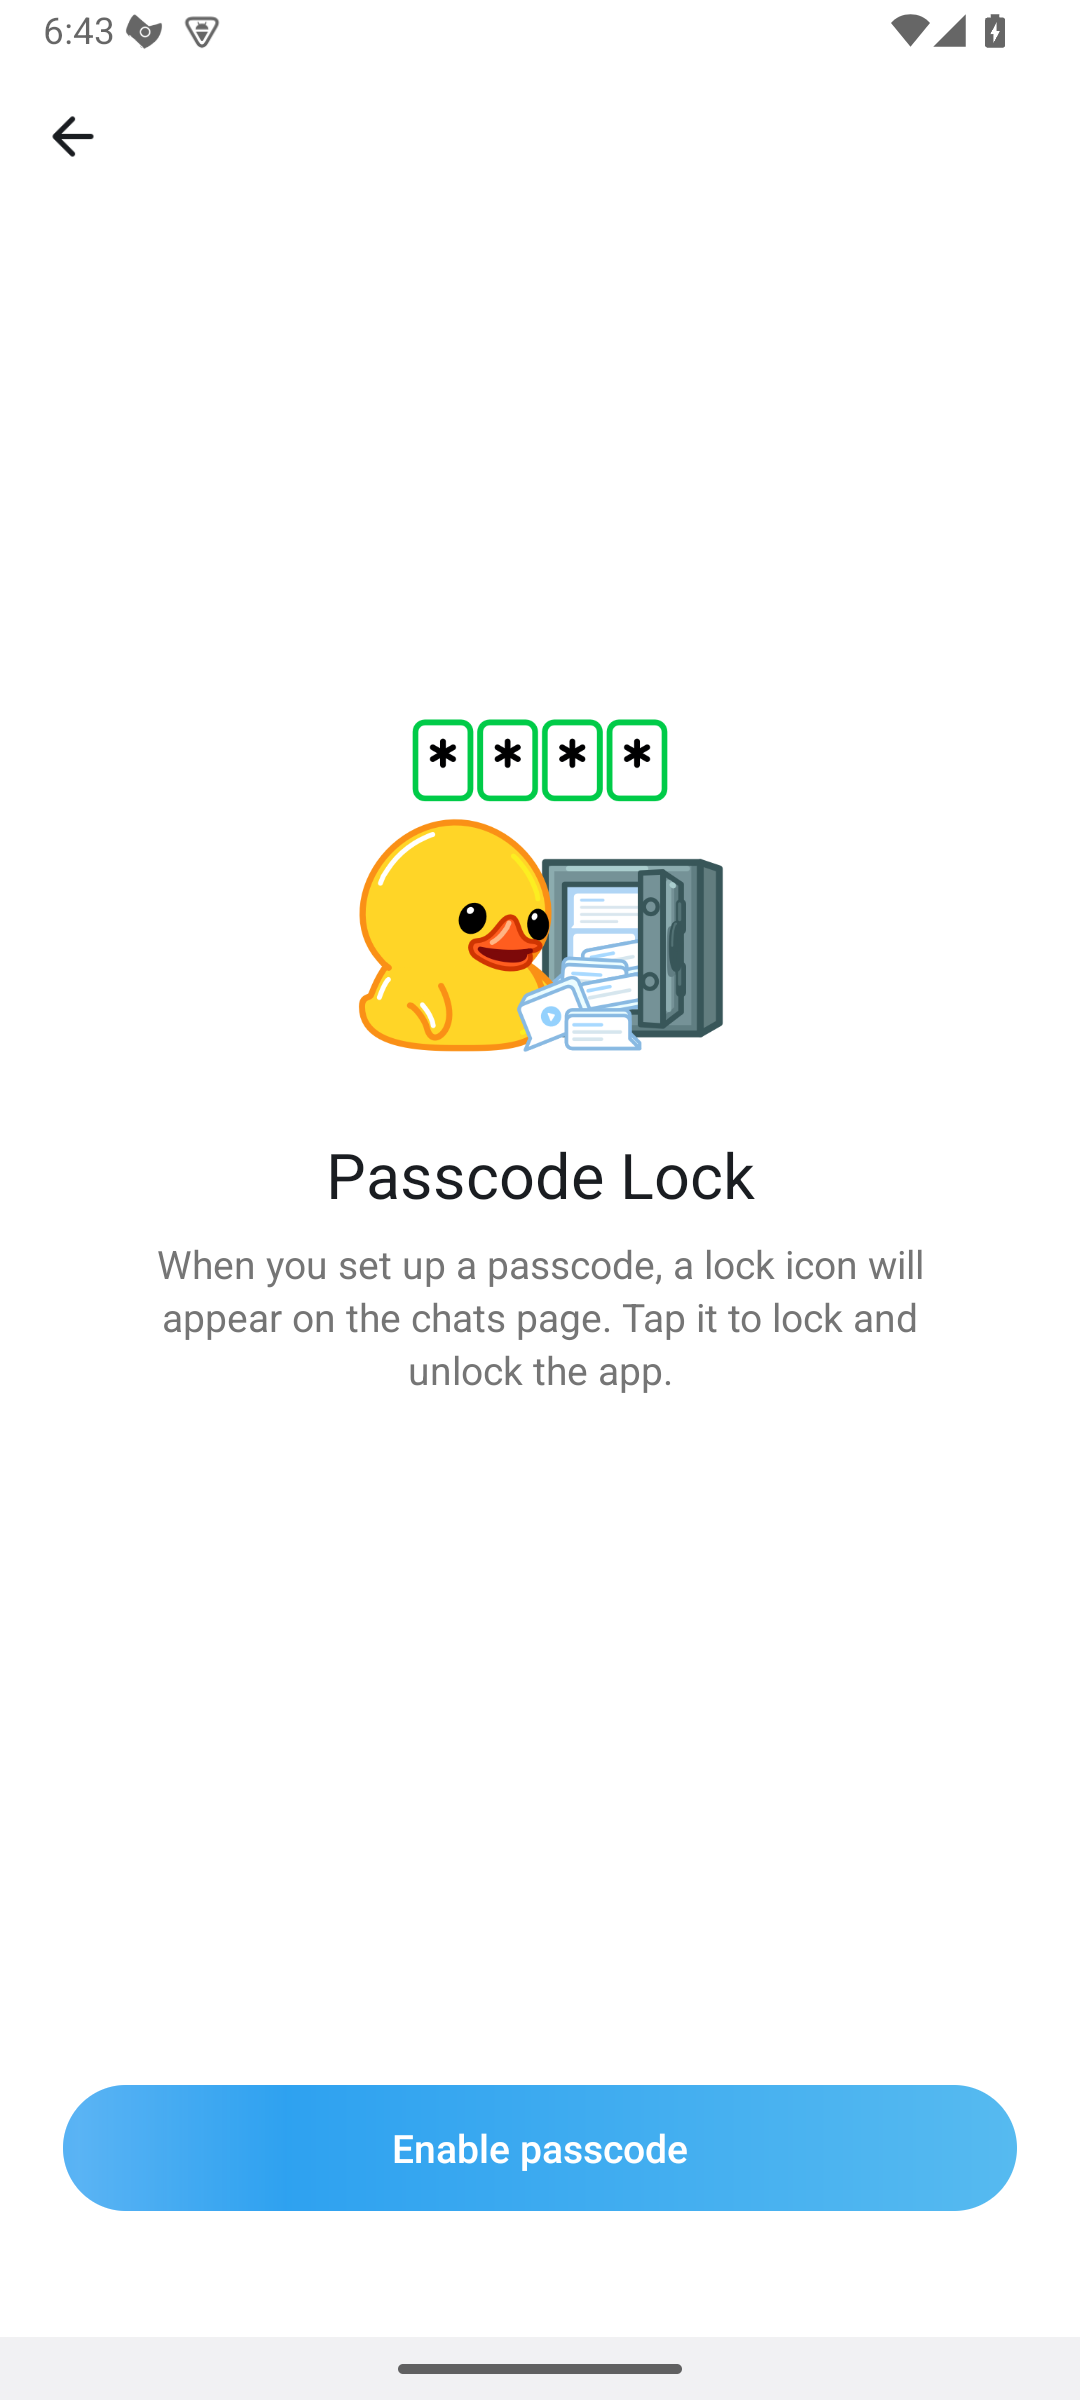 6:43
* * * *
Passcode Lock
When you set up a passcode, a lock icon will
appear on the chats page. Tap it to lock and
unlock the app.
Enable passcode